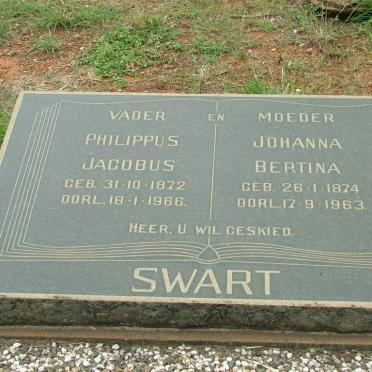 VADER EN MOEDER
PHILIPPUS JOHANNA
JACOBUS BERTINA
GEB. 31·10·1872 GEB. 26·1·1874
OORL. 18·1·1966. OORL. 17·9·1963.
HEER, U WIL GESKIED.
SWART